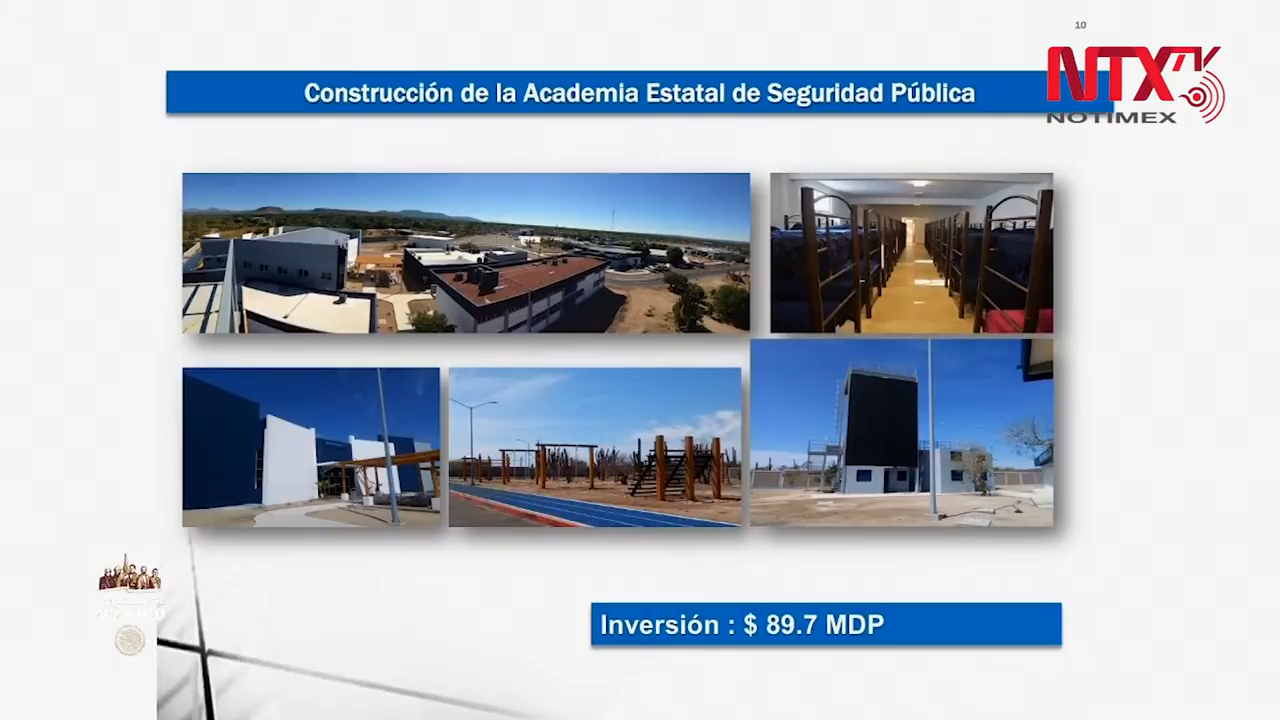 10
NTX TV
NOTIMEX
Construcción de la Academia Estatal de Seguridad Pública
Inversión : $ 89.7 MDP